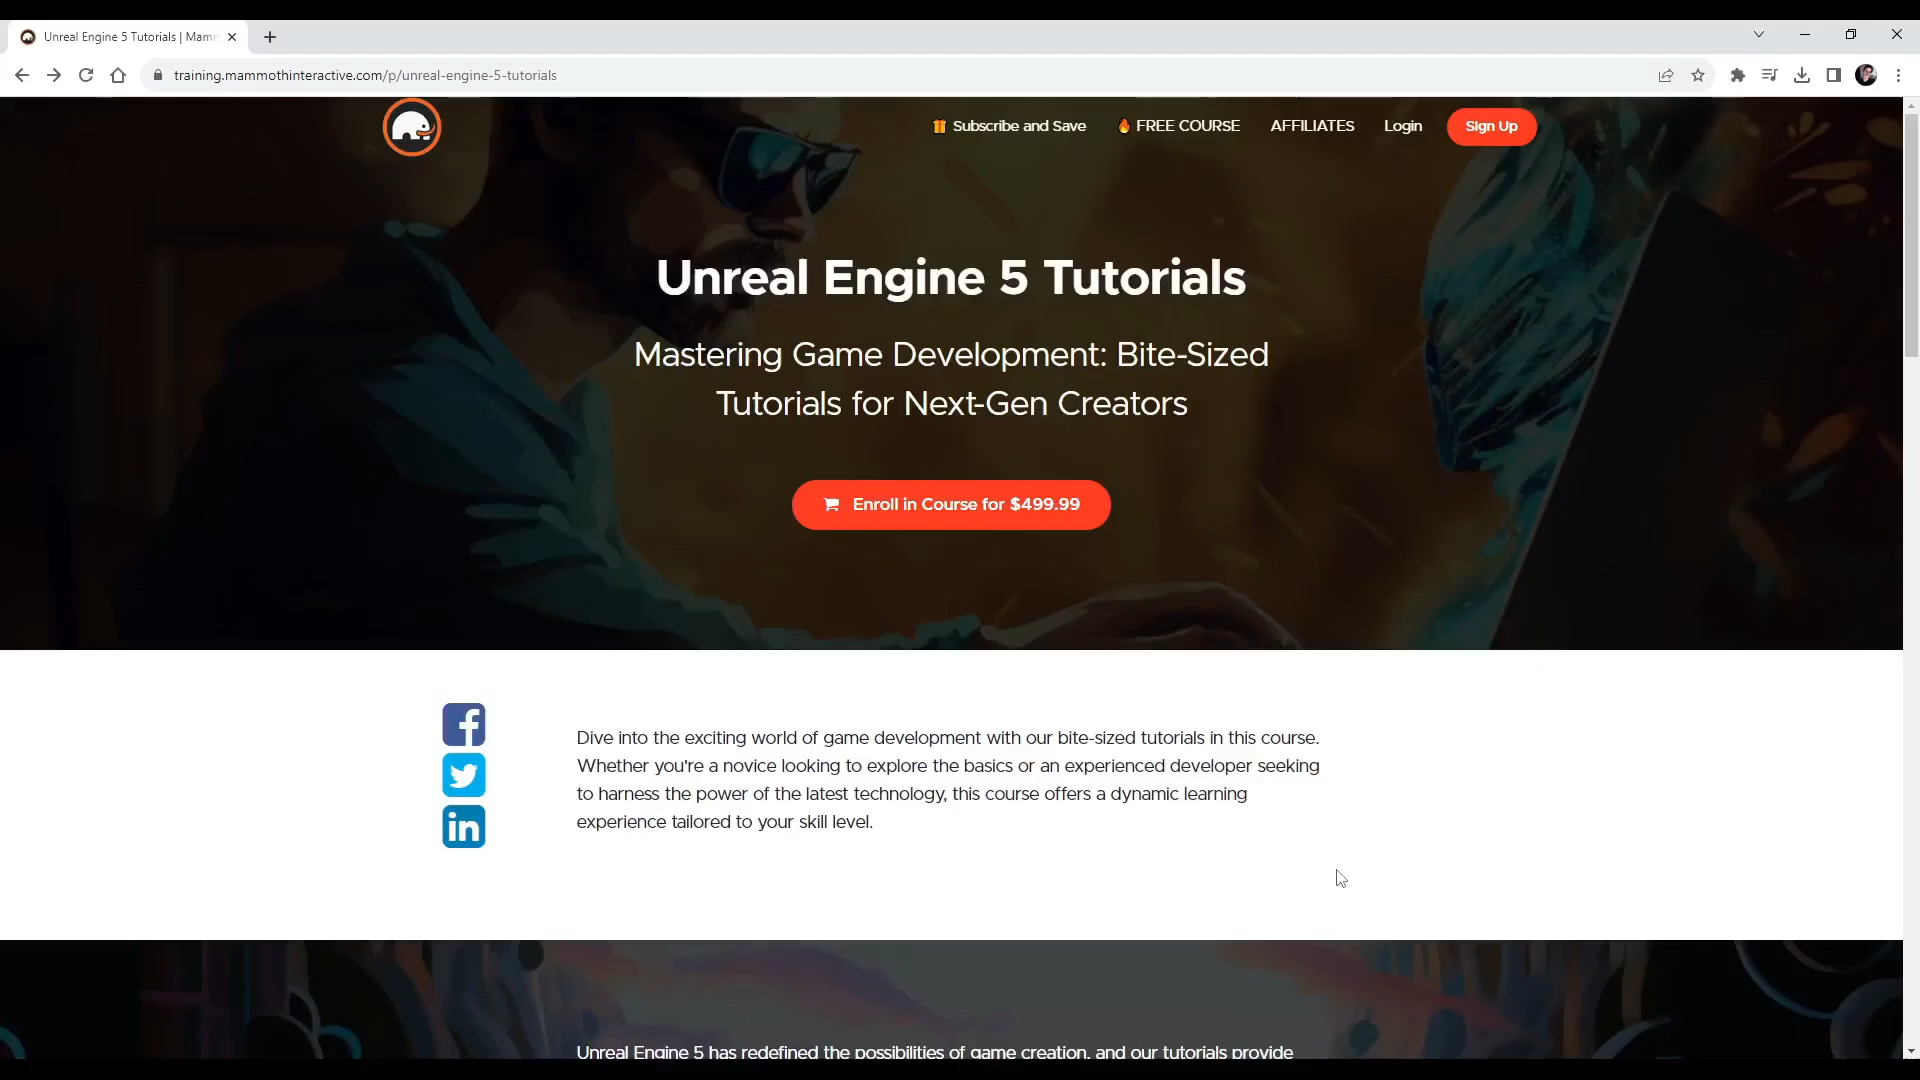 Unreal Engine 5 Tutorials | Mam
training.mammothinteractive.com/p/unreal-engine-5-tutorials
Subscribe and Save
FREE COURSE
AFFILIATES
Login
Sign Up
Unreal Engine 5 Tutorials
Mastering Game Development: Bite-Sized
Tutorials for Next-Gen Creators
Enroll in Course for $499.99
Dive into the exciting world of game development with our bite-sized tutorials in this course.
Whether you're a novice looking to explore the basics or an experienced developer seeking
to harness the power of the latest technology, this course offers a dynamic learning
experience tailored to your skill level.
Unreal Engine 5 has redefined the possibilities of game creation, and our tutorials provide